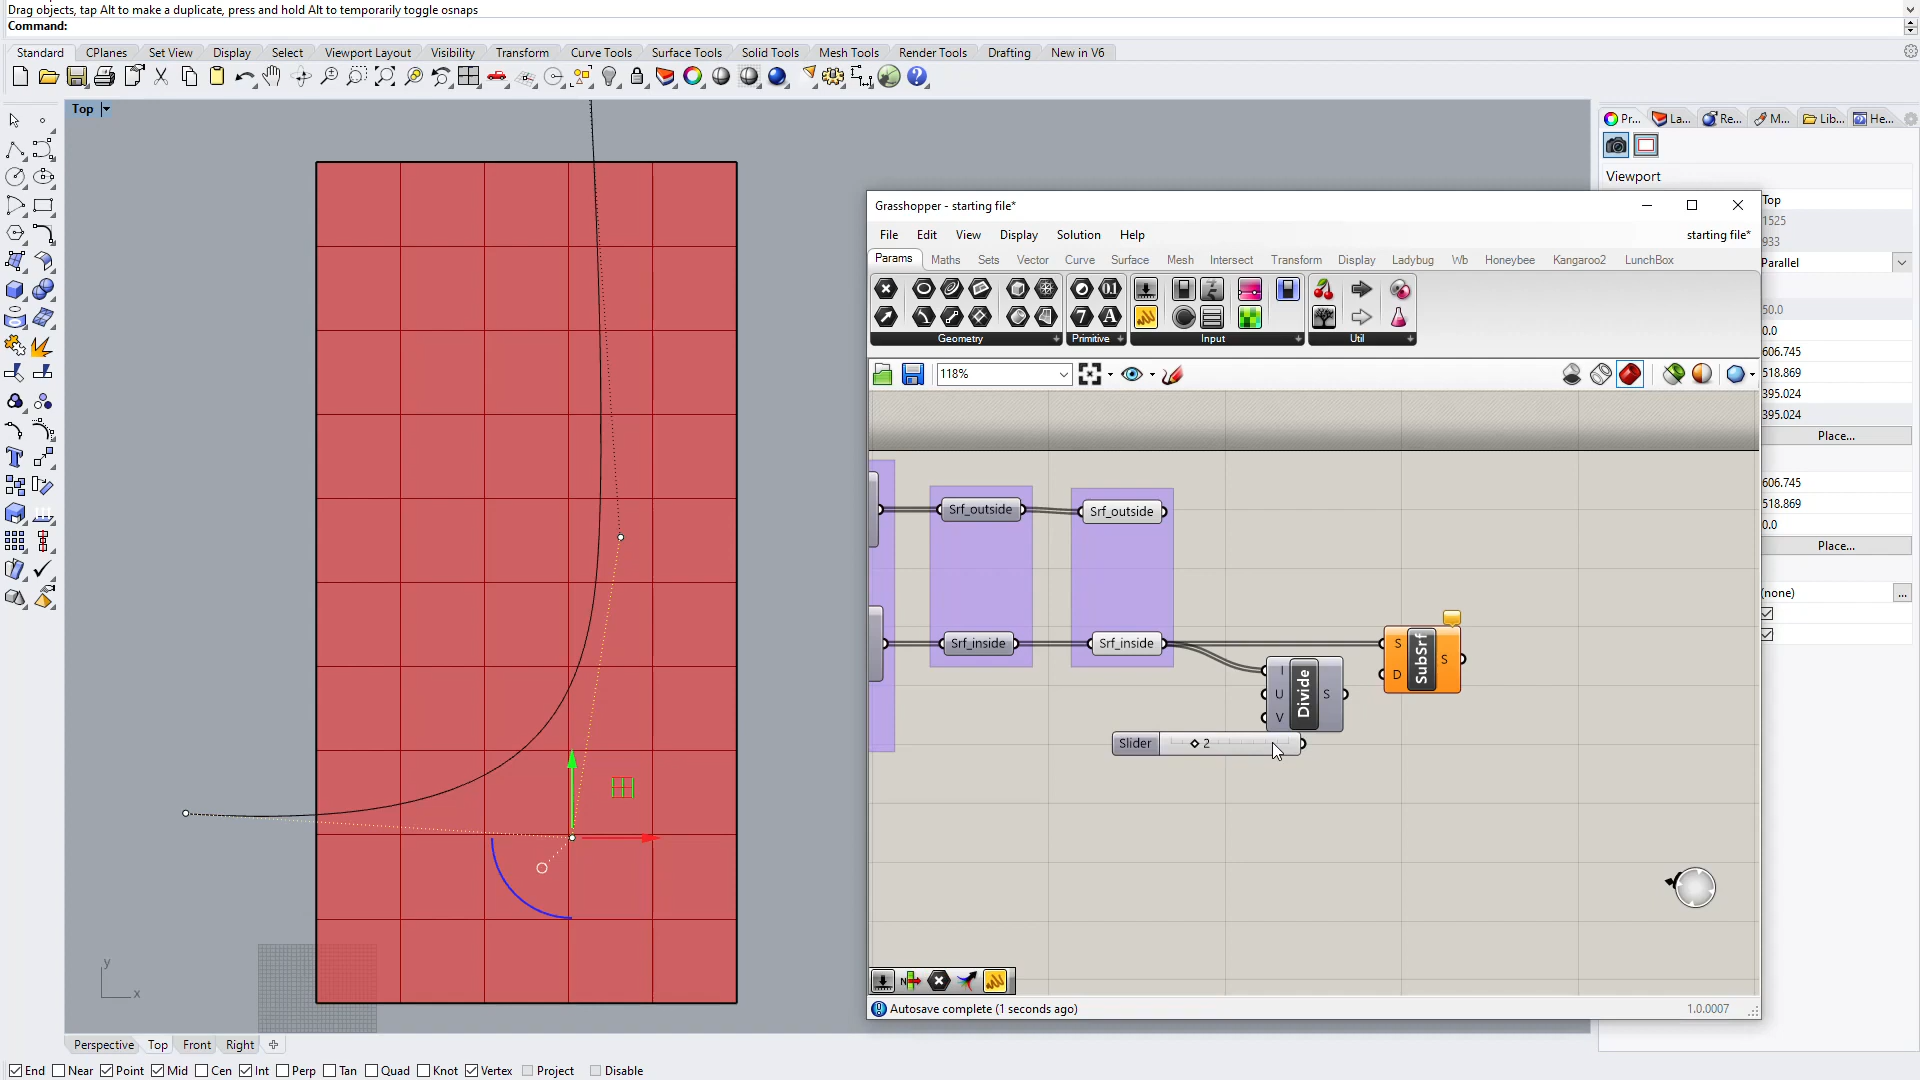 Drag objects, tap Alt to make a duplicate, press and hold Alt to temporarily toggle osnaps
Command:
Standard CPlanes Set View Display Select Viewport Layout Visibility Transform Curve Tools Surface Tools Solid Tools Mesh Tools Render Tools Drafting New in V6
Top
Pr... La... Re... M... Lib... He...
Viewport
Top
1525
933
Parallel
50.0
0.0
606.745
518.869
395.024
395.024
Place...
606.745
518.869
0.0
Place...
(none)
...
Grasshopper - starting file*
File Edit View Display Solution Help starting file*
Params Maths Sets Vector Curve Surface Mesh Intersect Transform Display Ladybug Wb Honeybee Kangaroo2 LunchBox
Geometry Primitive Input Util
118%
Srf_outside Srf_outside
Srf_inside Srf_inside
I U V Divide S
S D SubSrf S
Slider 2
Autosave complete (1 seconds ago) 1.0.0007
y
x
Perspective Top Front Right
End Near Point Mid Cen Int Perp Tan Quad Knot Vertex Project Disable